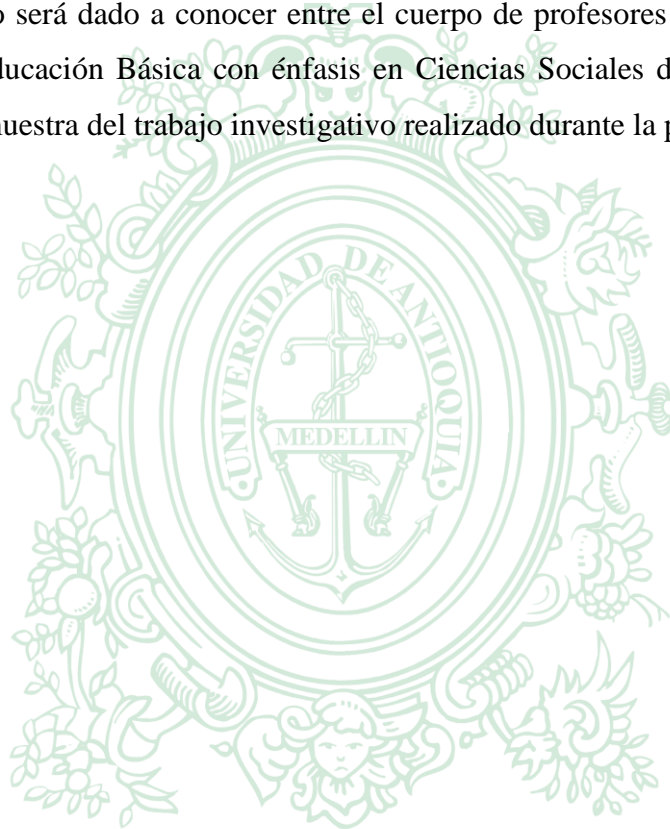 o será dado a conocer entre el cuerpo de profesores
ducación Básica con énfasis en Ciencias Sociales d
uestra del trabajo investigativo realizado durante la p
UNIVERSIDAD DE ANTIOQUIA
MEDELLIN